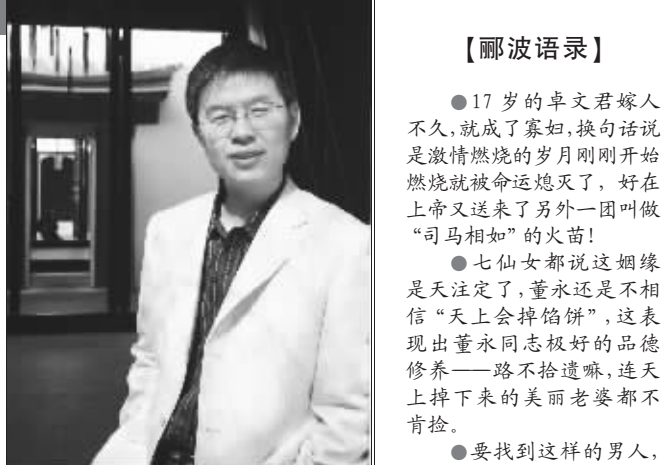 【郦波语录】
●17 岁的卓文君嫁人
不久,就成了寡妇,换句话说
是激情燃烧的岁月刚刚开始
燃烧就被命运熄灭了，好在
上帝又送来了另外一团叫做
“司马相如”的火苗!
●七仙女都说这姻缘
是天注定了,董永还是不相
信“天上会掉馅饼”,这表
现出董永同志极好的品德
修养——路不拾遗嘛,连天
上掉下来的美丽老婆都不
肯捡。
●要找到这样的男人,